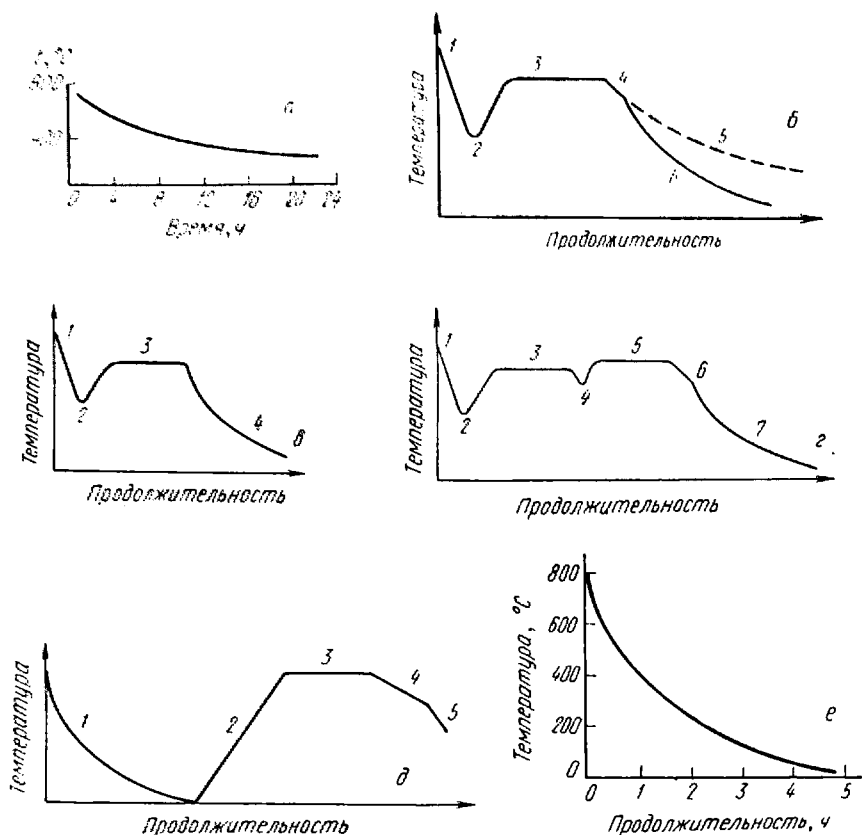 t, °C
800
400
0 4 8 12 16 20 24
Время, ч
а
Температура
1
2
3
4
5
6
б
Продолжительность
Температура
1
2
3
4
в
Продолжительность
Температура
1
2
3
4
5
6
7
г
Продолжительность
Температура
1
2
3
4
5
д
Продолжительность
Температура, °С
800
600
400
200
0
0 1 2 3 4 5
е
Продолжительность, ч